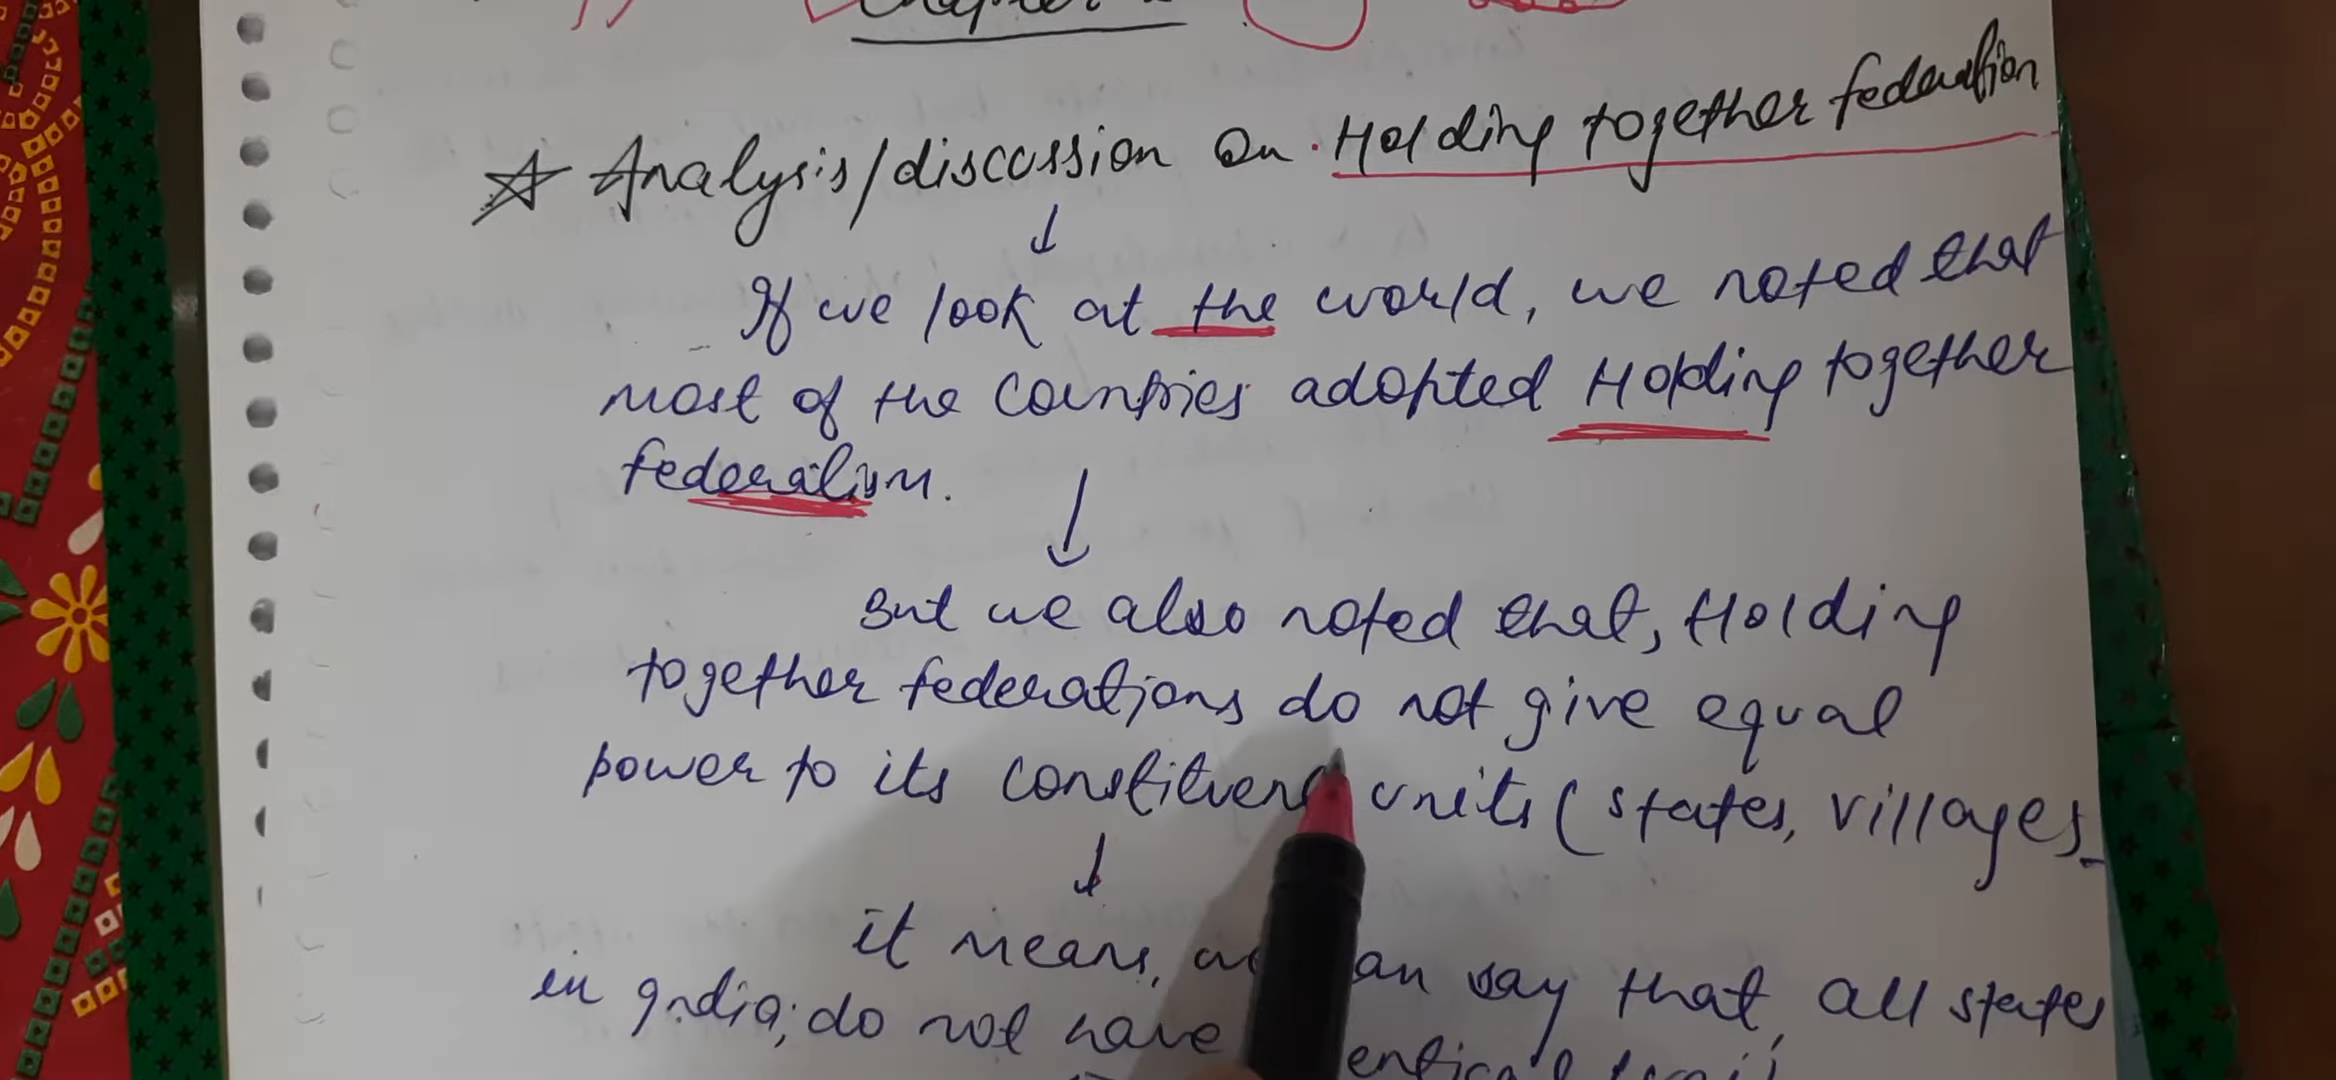 Chapter
☆ Analysis/discussion on Holding together federation
↓
If we look at the world, we noted that
most of the countries adopted Holding together
federalism.
↓
But we also noted that, Holding
together federations do not give equal
power to its constituent units (states, villages
↓
it means, we can say that, all states
in India; do not have